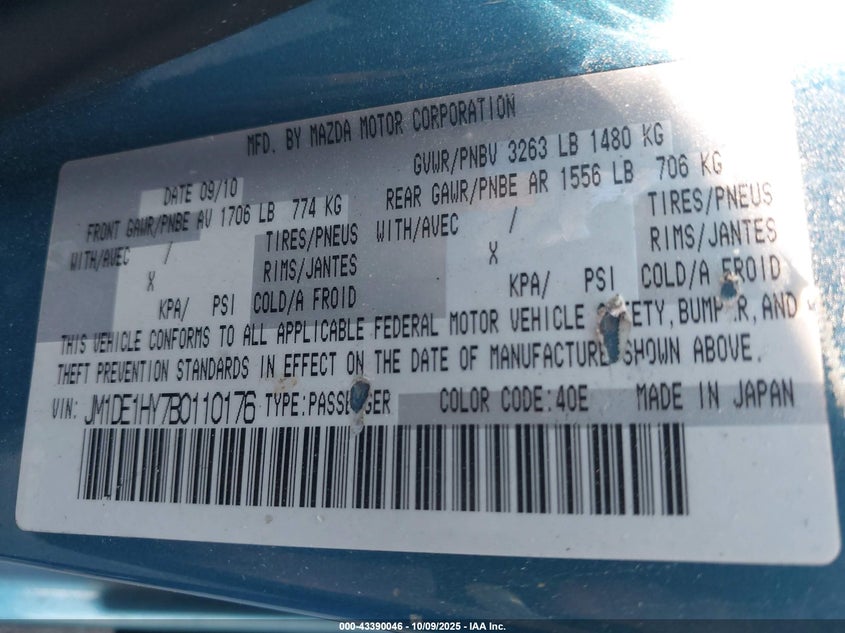 MFD. BY MAZDA MOTOR CORPORATION
DATE 09/10 GVWR/PNBV 3263 LB 1480 KG
FRONT GAWR/PNBE AV 1706 LB 774 KG REAR GAWR/PNBE AR 1556 LB 706 KG
WITH/AVEC / TIRES/PNEUS WITH/AVEC / TIRES/PNEUS
X RIMS/JANTES X RIMS/JANTES
KPA/ PSI COLD/A FROID KPA/ PSI COLD/A FROID
THIS VEHICLE CONFORMS TO ALL APPLICABLE FEDERAL MOTOR VEHICLE ETY, BUMP R, AND
THEFT PREVENTION STANDARDS IN EFFECT ON THE DATE OF MANUFACTURE SHOWN ABOVE.
VIN: JM1DE1HY7B0110176 TYPE:PASSENGER COLOR CODE:40E MADE IN JAPAN
000-43390046 - 10/09/2025 - IAA Inc.